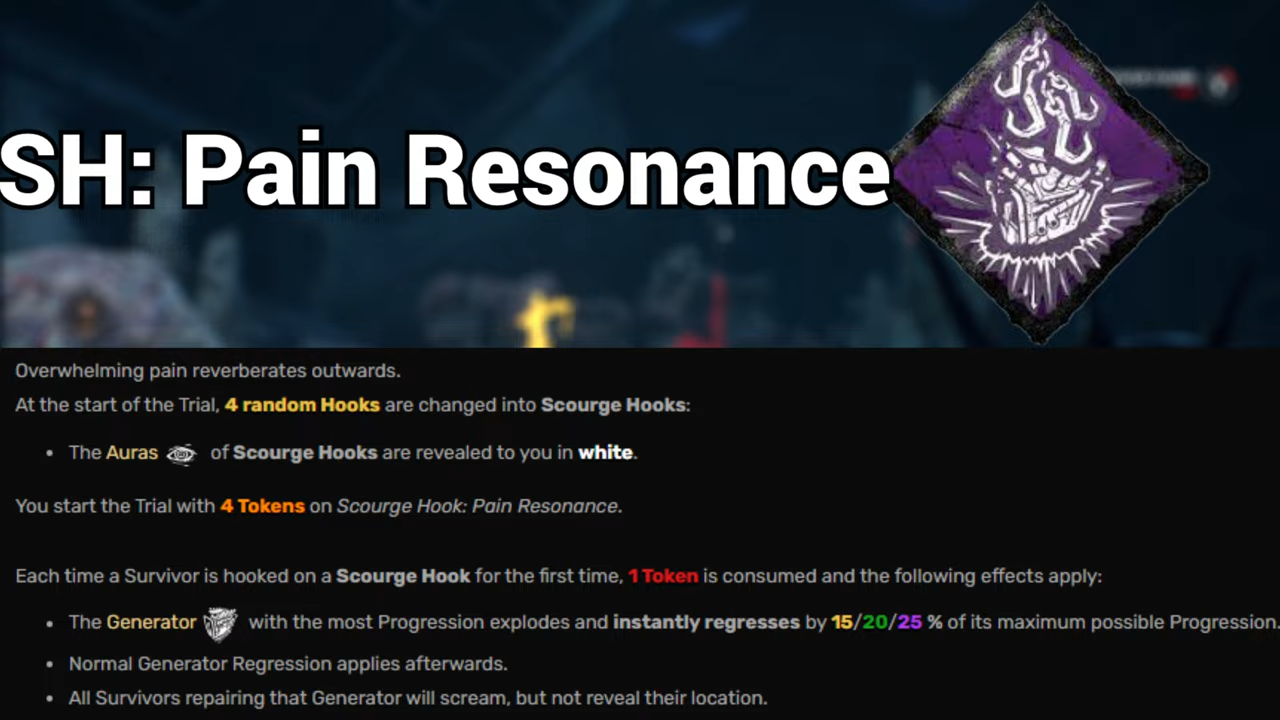 SH: Pain Resonance
Overwhelming pain reverberates outwards.
At the start of the Trial, 4 random Hooks are changed into Scourge Hooks:
• The Auras of Scourge Hooks are revealed to you in white.
You start the Trial with 4 Tokens on Scourge Hook: Pain Resonance.
Each time a Survivor is hooked on a Scourge Hook for the first time, 1 Token is consumed and the following effects apply:
• The Generator with the most Progression explodes and instantly regresses by 15/20/25 % of its maximum possible Progression.
• Normal Generator Regression applies afterwards.
• All Survivors repairing that Generator will scream, but not reveal their location.